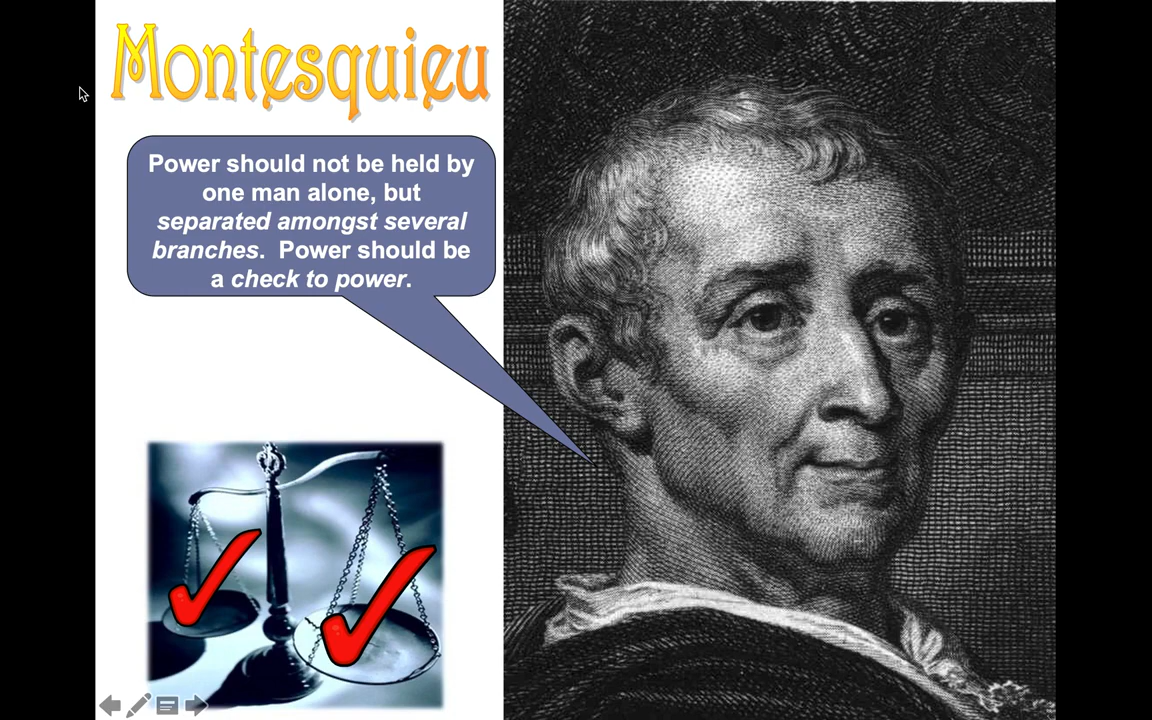 Montesquieu
Power should not be held by
one man alone, but
separated amongst several
branches.  Power should be
a check to power.